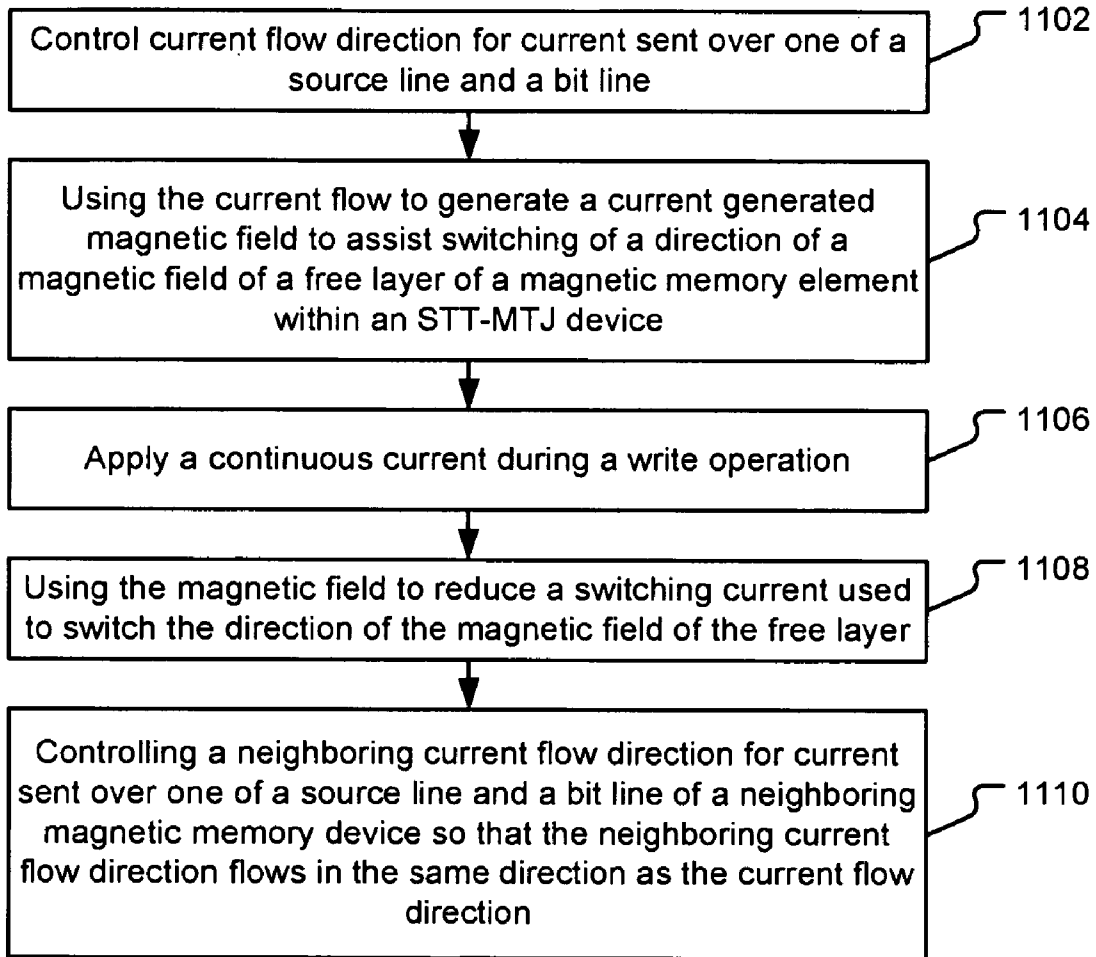 Control current flow direction for current sent over one of a
source line and a bit line
1102
Using the current flow to generate a current generated
magnetic field to assist switching of a direction of a
magnetic field of a free layer of a magnetic memory element
within an STT-MTJ device
1104
Apply a continuous current during a write operation
1106
Using the magnetic field to reduce a switching current used
to switch the direction of the magnetic field of the free layer
1108
Controlling a neighboring current flow direction for current
sent over one of a source line and a bit line of a neighboring
magnetic memory device so that the neighboring current
flow direction flows in the same direction as the current flow
direction
1110